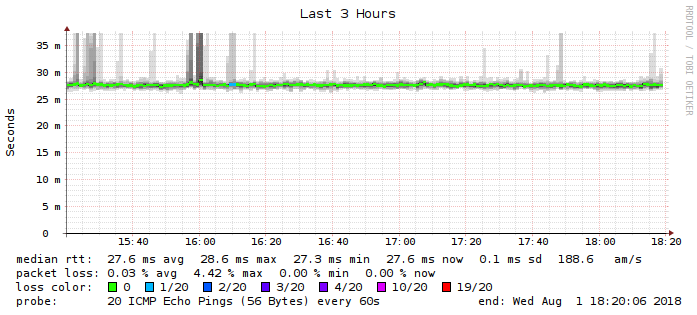 Last 3 Hours
RRDTOOL / TOBI OETIKER
Seconds
35 m
30 m
25 m
20 m
15 m
10 m
5 m
0
15:40 16:00 16:20 16:40 17:00 17:20 17:40 18:00 18:20
median rtt: 27.6 ms avg 28.6 ms max 27.3 ms min 27.6 ms now 0.1 ms sd 188.6 am/s
packet loss: 0.03 % avg 4.42 % max 0.00 % min 0.00 % now
loss color: 0 1/20 2/20 3/20 4/20 10/20 19/20
probe: 20 ICMP Echo Pings (56 Bytes) every 60s end: Wed Aug 1 18:20:06 2018